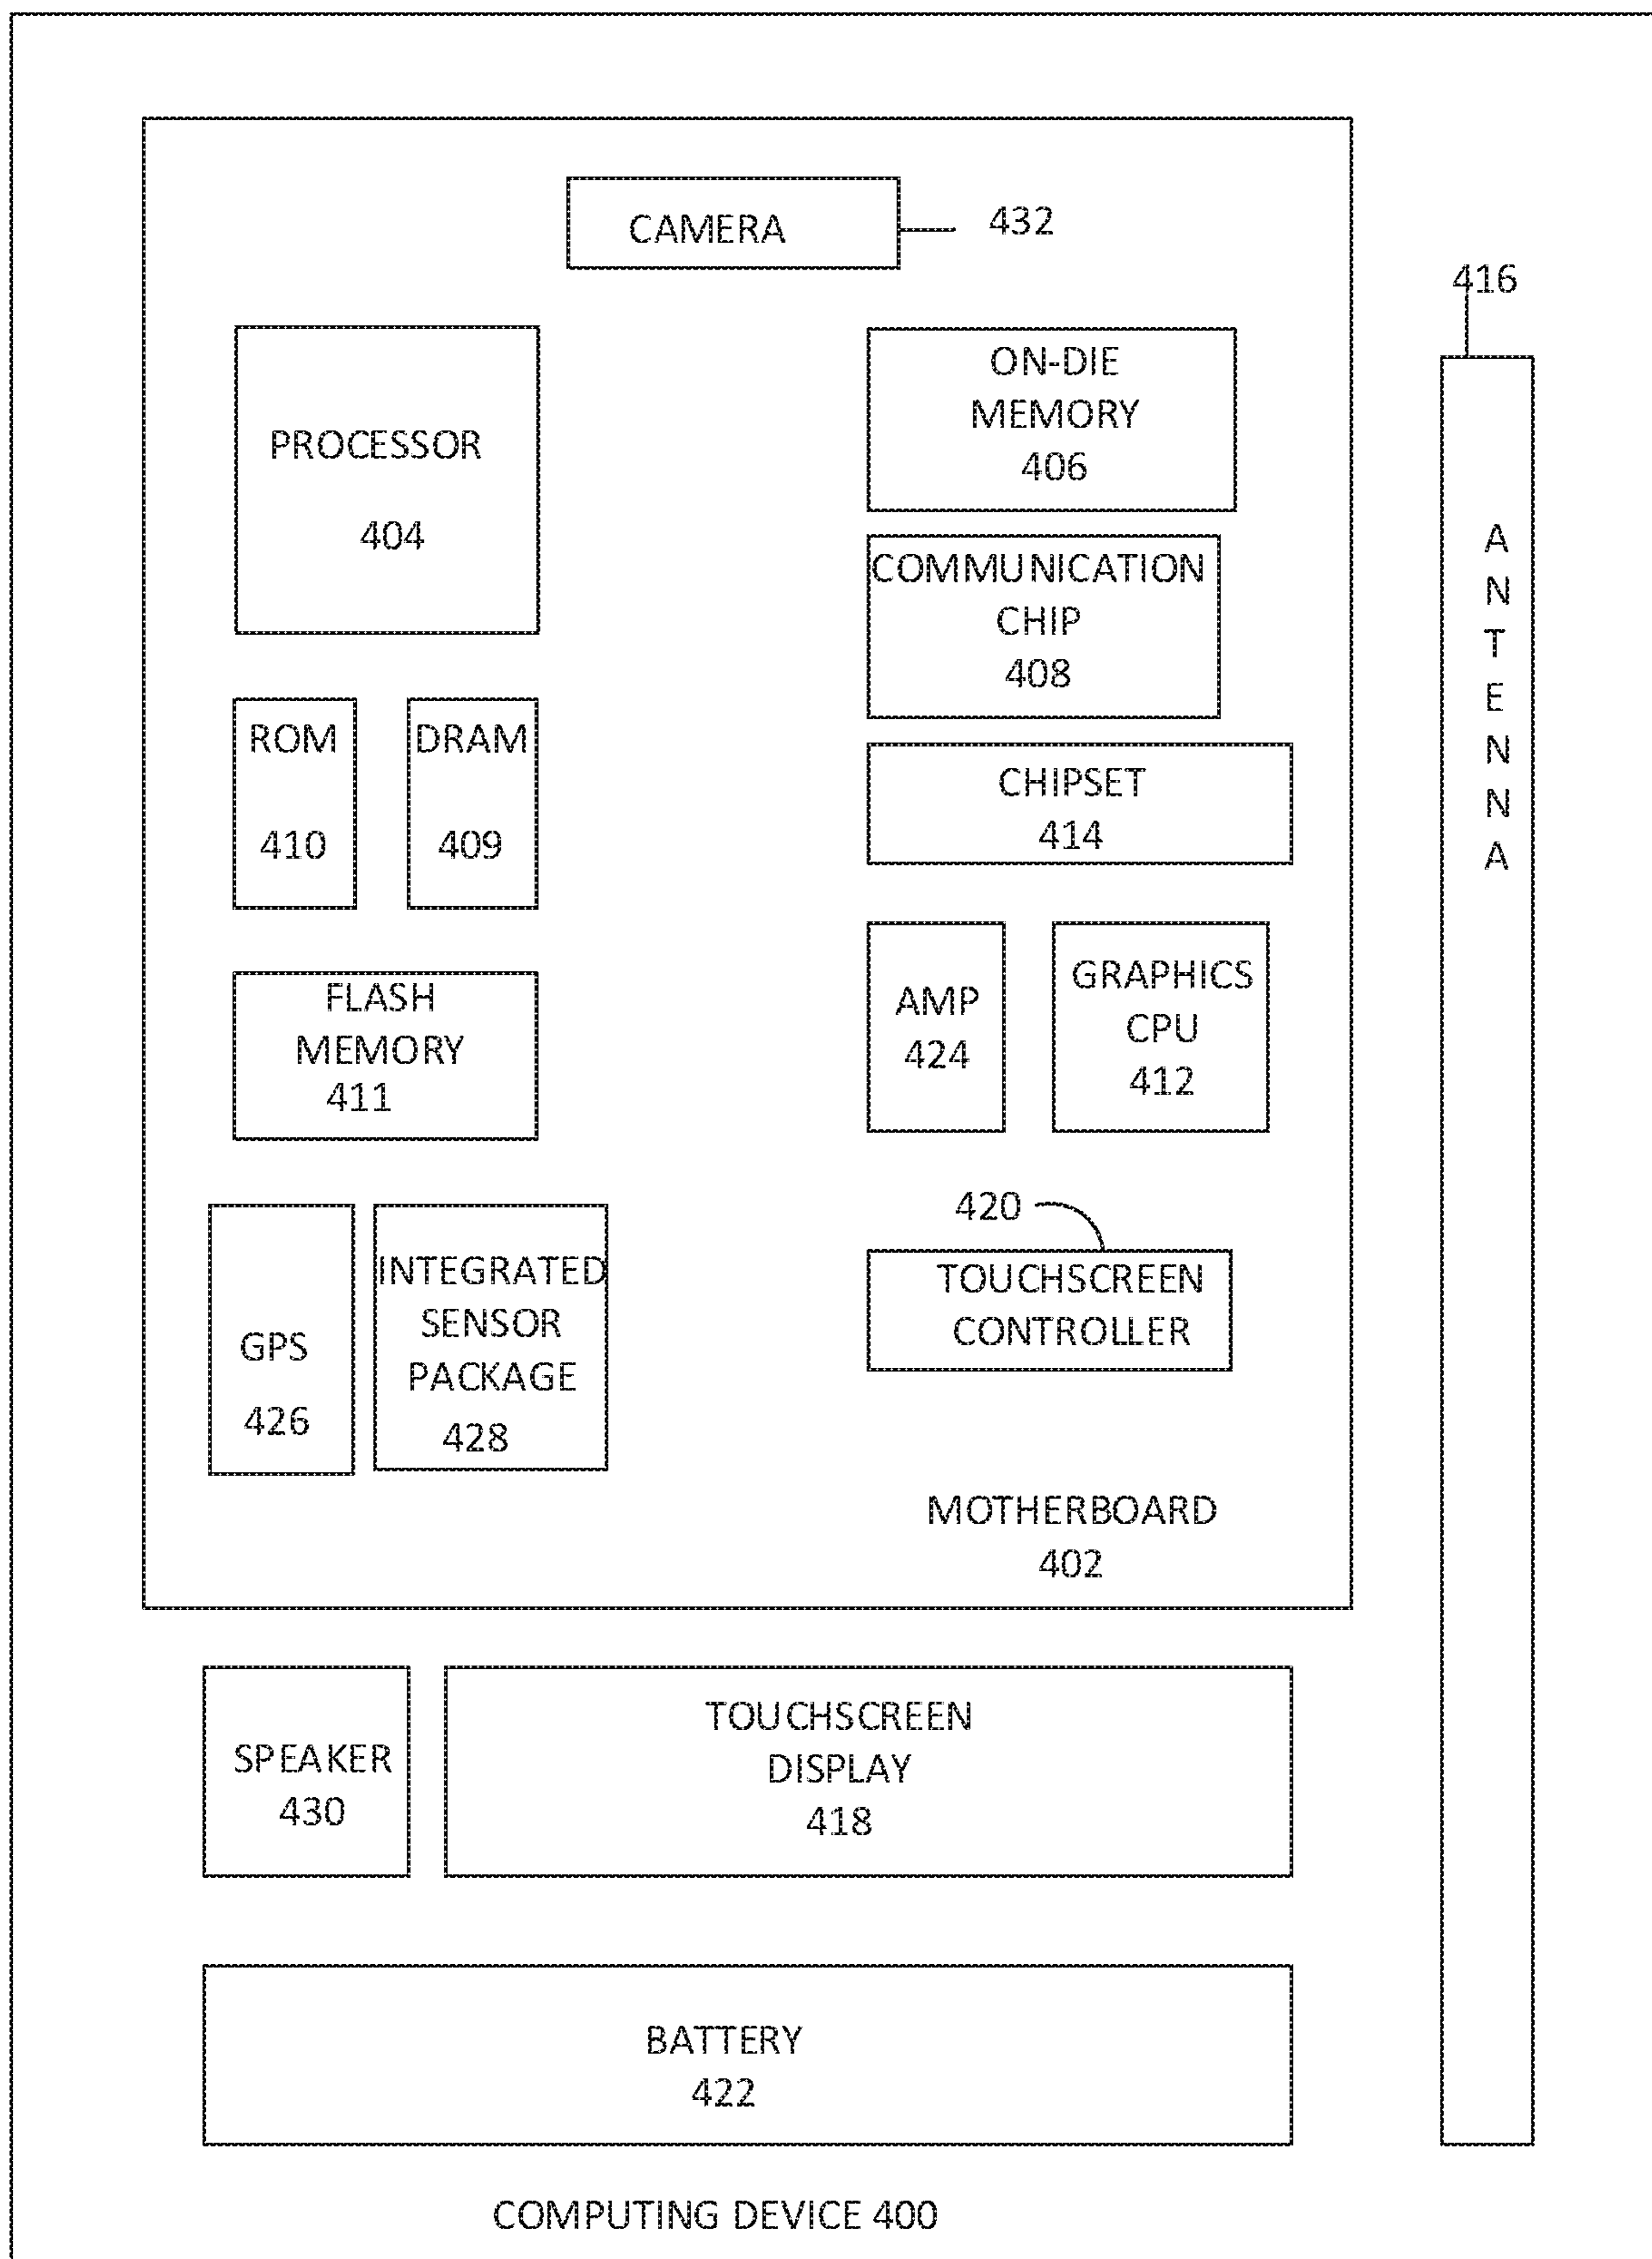 CAMERA
432
416
PROCESSOR
404
ON-DIE
MEMORY
406
COMMUNICATION
CHIP
408
ROM
410
DRAM
409
CHIPSET
414
FLASH
MEMORY
411
AMP
424
GRAPHICS
CPU
412
GPS
426
INTEGRATED
SENSOR
PACKAGE
428
420
TOUCHSCREEN
CONTROLLER
MOTHERBOARD
402
A
N
T
E
N
N
A
SPEAKER
430
TOUCHSCREEN
DISPLAY
418
BATTERY
422
COMPUTING DEVICE 400